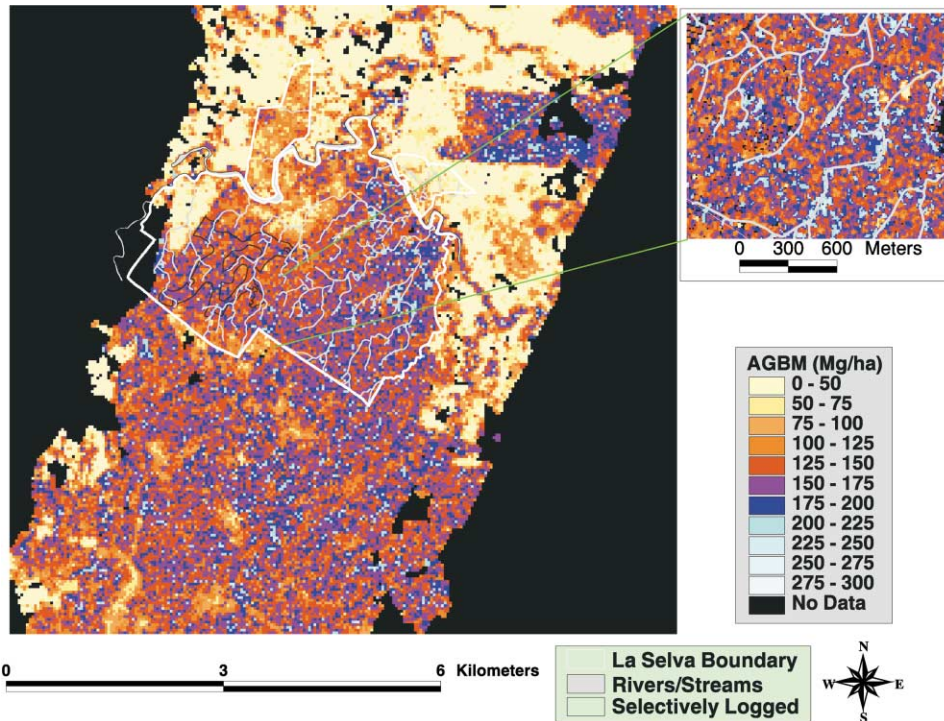 0 300 600 Meters
AGBM (Mg/ha)
0 - 50
50 - 75
75 - 100
100 - 125
125 - 150
150 - 175
175 - 200
200 - 225
225 - 250
250 - 275
275 - 300
No Data
0 3 6 Kilometers
La Selva Boundary
Rivers/Streams
Selectively Logged
N
W E
S